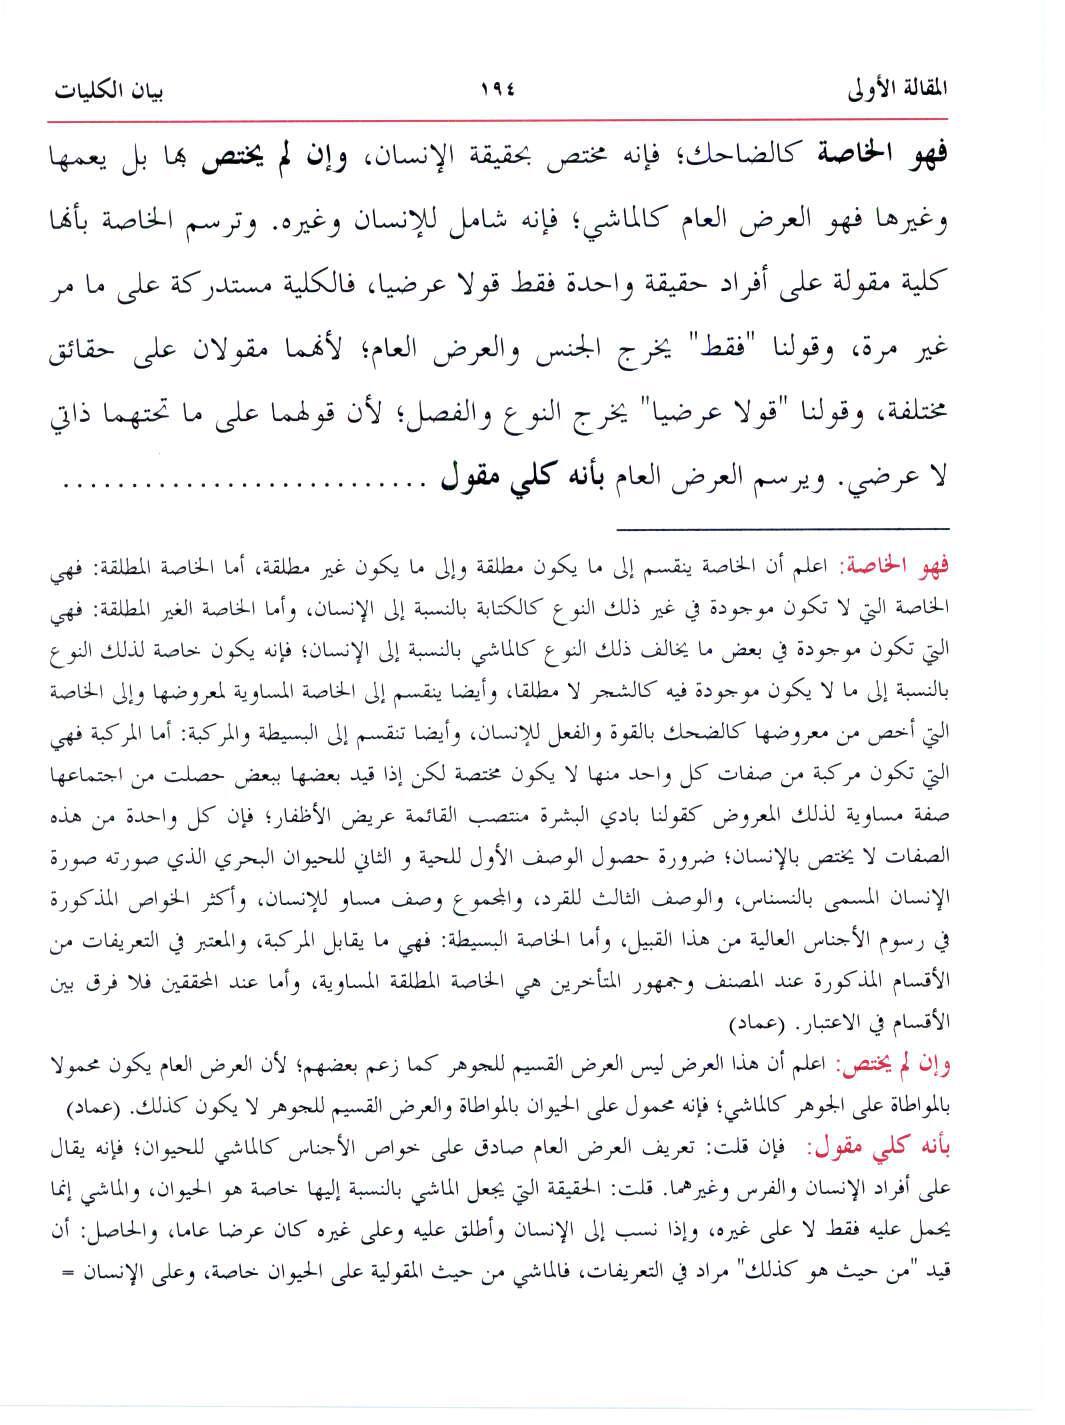 المقالة الأولى ١٩٤ بيان الكليات
فهو الخاصة كالضاحك؛ فإنه مختص بحقيقة الإنسان، وإن لم يختص بها بل يعمها
وغيرها فهو العرض العام كالماشي؛ فإنه شامل للإنسان وغيره. وترسم الخاصة بأنها
كلية مقولة على أفراد حقيقة واحدة فقط قولا عرضيا، فالكلية مستدركة على ما مر
غير مرة، وقولنا "فقط" يخرج الجنس والعرض العام؛ لأنهما مقولان على حقائق
مختلفة، وقولنا "قولا عرضيا" يخرج النوع والفصل؛ لأن قولهما على ما تحتهما ذاتي
لا عرضي. ويرسم العرض العام بأنه كلي مقول ...........................
فهو الخاصة: اعلم أن الخاصة ينقسم إلى ما يكون مطلقة وإلى ما يكون غير مطلقة، أما الخاصة المطلقة: فهي
الخاصة التي لا تكون موجودة في غير ذلك النوع كالكتابة بالنسبة إلى الإنسان، وأما الخاصة الغير المطلقة: فهي
التي تكون موجودة في بعض ما يخالف ذلك النوع كالماشي بالنسبة إلى الإنسان؛ فإنه يكون خاصة لذلك النوع
بالنسبة إلى ما لا يكون موجودة فيه كالشجر لا مطلقا، وأيضا ينقسم إلى الخاصة المساوية لمعروضها وإلى الخاصة
التي أخص من معروضها كالضحك بالقوة والفعل للإنسان، وأيضا تنقسم إلى البسيطة والمركبة: أما المركبة فهي
التي تكون مركبة من صفات كل واحد منها لا يكون مختصة لكن إذا قيد بعضها ببعض حصلت من اجتماعها
صفة مساوية لذلك المعروض كقولنا بادي البشرة منتصب القائمة عريض الأظفار؛ فإن كل واحدة من هذه
الصفات لا يختص بالإنسان؛ ضرورة حصول الوصف الأول للحية و الثاني للحيوان البحري الذي صورته صورة
الإنسان المسمى بالنسناس، والوصف الثالث للقرد، والمجموع وصف مساو للإنسان، وأكثر الخواص المذكورة
في رسوم الأجناس العالية من هذا القبيل، وأما الخاصة البسيطة: فهي ما يقابل المركبة، والمعتبر في التعريفات من
الأقسام المذكورة عند المصنف وجمهور المتأخرين هي الخاصة المطلقة المساوية، وأما عند المحققين فلا فرق بين
الأقسام في الاعتبار. (عماد)
وإن لم يختص: اعلم أن هذا العرض ليس العرض القسيم للجوهر كما زعم بعضهم؛ لأن العرض العام يكون محمولا
بالمواطاة على الجوهر كالماشي؛ فإنه محمول على الحيوان بالمواطاة والعرض القسيم للجوهر لا يكون كذلك. (عماد)
بأنه كلي مقول: فإن قلت: تعريف العرض العام صادق على خواص الأجناس كالماشي للحيوان؛ فإنه يقال
على أفراد الإنسان والفرس وغيرهما. قلت: الحقيقة التي يجعل الماشي بالنسبة إليها خاصة هو الحيوان، والماشي إنما
يحمل عليه فقط لا على غيره، وإذا نسب إلى الإنسان وأطلق عليه وعلى غيره كان عرضا عاما، والحاصل: أن
قيد "من حيث هو كذلك" مراد في التعريفات، فالماشي من حيث المقولية على الحيوان خاصة، وعلى الإنسان =